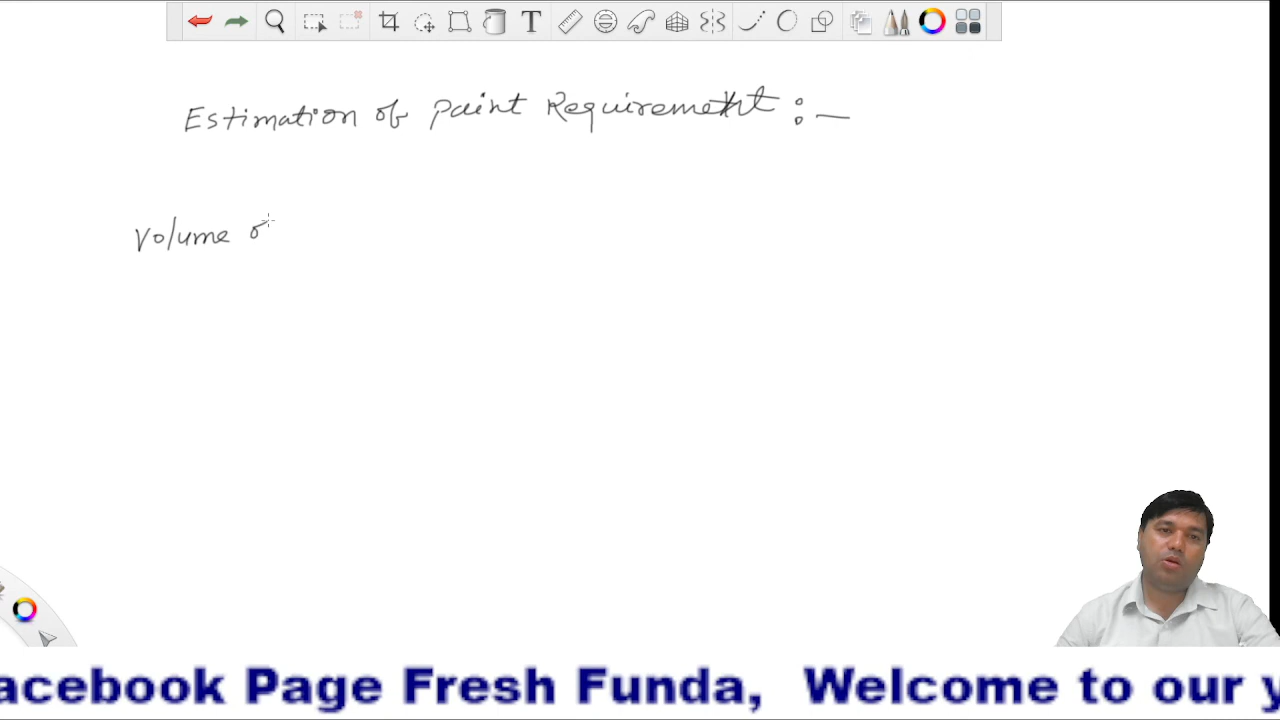 Estimation of paint Requirement :-
Volume o
acebook Page Fresh Funda, Welcome to our y